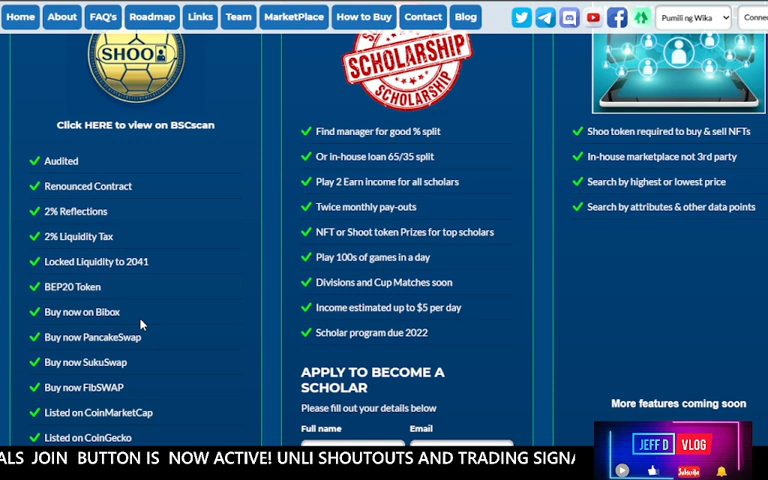 Home About FAQ's Roadmap Links Team MarketPlace How to Buy Contact Blog Pumili ng Wika Conne
SHOO
Click HERE to view on BSCscan
Audited
Renounced Contract
2% Reflections
2% Liquidity Tax
Locked Liquidity to 2041
BEP20 Token
Buy now on Bibox
Buy now PancakeSwap
Buy now SukuSwap
Buy now FibSWAP
Listed on CoinMarketCap
Listed on CoinGecko
SCHOLARSHIP
SCHOLARSHIP
Find manager for good % split
Or in-house loan 65/35 split
Play 2 Earn income for all scholars
Twice monthly pay-outs
NFT or Shoot token Prizes for top scholars
Play 100s of games in a day
Divisions and Cup Matches soon
Income estimated up to $5 per day
Scholar program due 2022
APPLY TO BECOME A
SCHOLAR
Please fill out your details below
Full name Email
Shoo token required to buy & sell NFTs
In-house marketplace not 3rd party
Search by highest or lowest price
Search by attributes & other data points
More features coming soon
JEFF D VLOG
Subscribe
ALS JOIN BUTTON IS NOW ACTIVE! UNLI SHOUTOUTS AND TRADING SIGNA